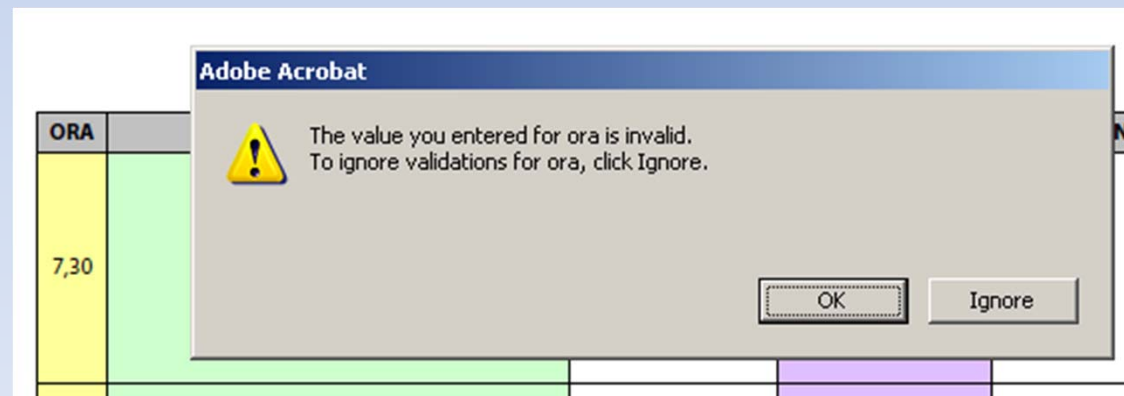 Adobe Acrobat
ORA
The value you entered for ora is invalid.
To ignore validations for ora, click Ignore.
N
7,30
OK Ignore